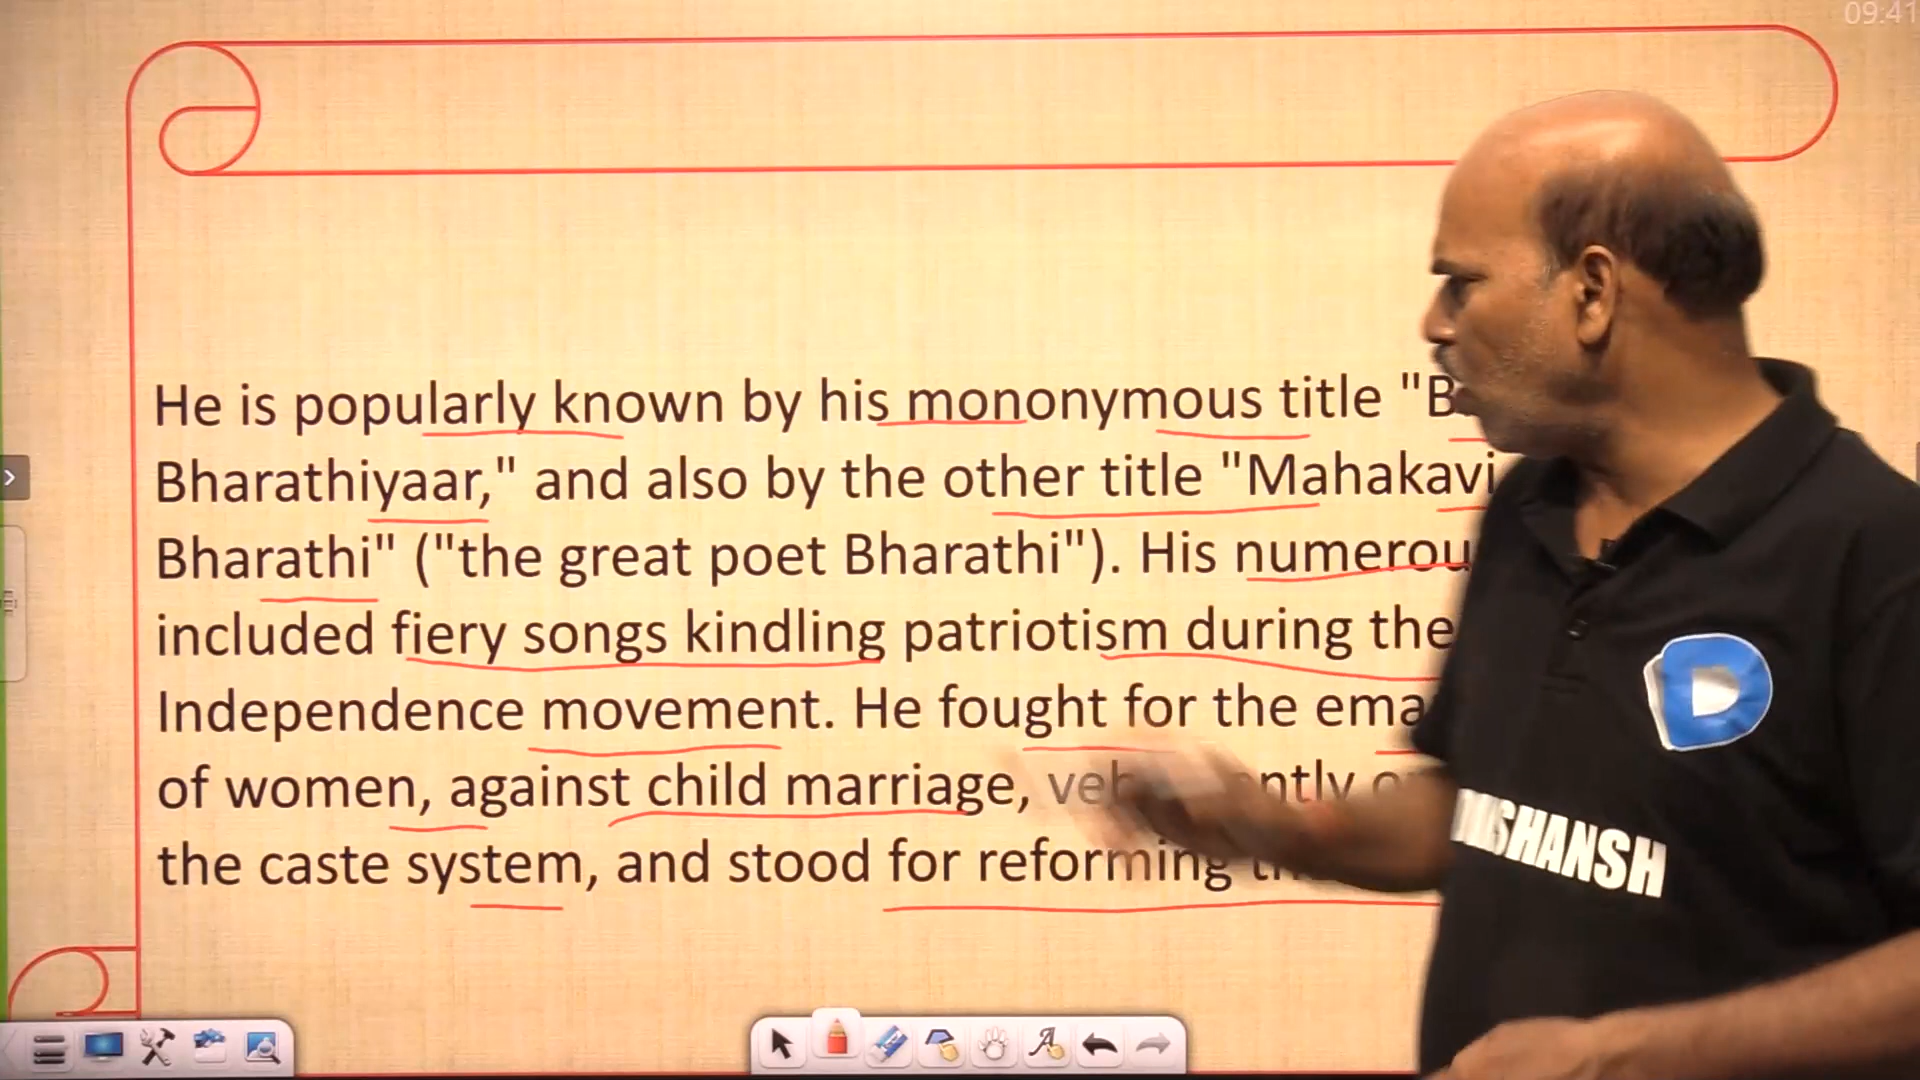 09:41
He is popularly known by his mononymous title "B
Bharathiyaar," and also by the other title "Mahakavi
Bharathi" ("the great poet Bharathi"). His
included fiery songs kindling patriotism during the
Independence movement. He fought for the
of women, against child marriage,
the caste system, and stood for reforming
D
SHANSH